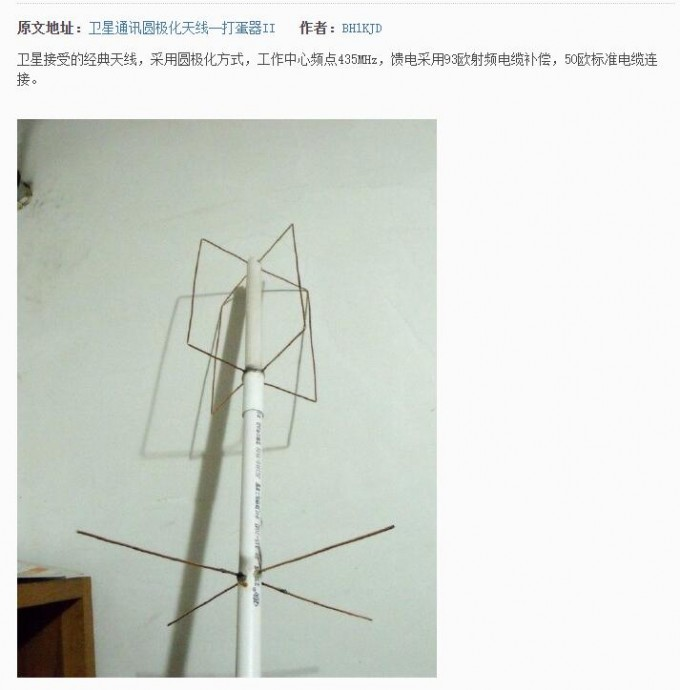 原文地址：卫星通讯圆极化天线—打蛋器II 作者：BH1KJD
卫星接受的经典天线，采用圆极化方式，工作中心频点435MHz，馈电采用93欧射频电缆补偿，50欧标准电缆连
接。